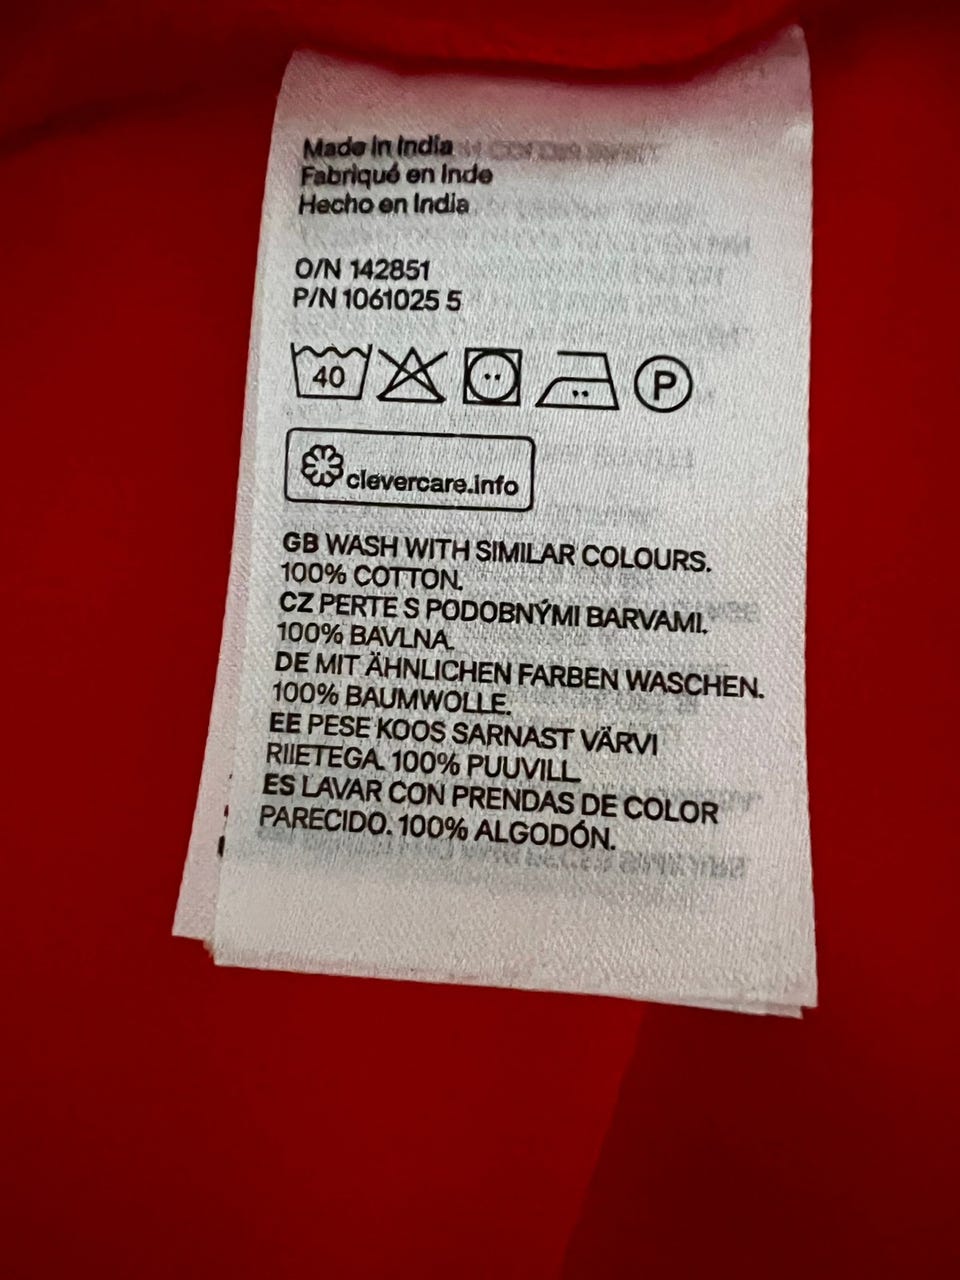 Made in India
Fabriqué en Inde
Hecho en India
O/N 142851
P/N 1061025 5
40
P
clevercare.info
GB WASH WITH SIMILAR COLOURS.
100% COTTON.
CZ PERTE S PODOBNÝMI BARVAMI.
100% BAVLNA.
DE MIT ÄHNLICHEN FARBEN WASCHEN.
100% BAUMWOLLE.
EE PESE KOOS SARNAST VÄRVI
RIIETEGA. 100% PUUVILL.
ES LAVAR CON PRENDAS DE COLOR
PARECIDO. 100% ALGODÓN.